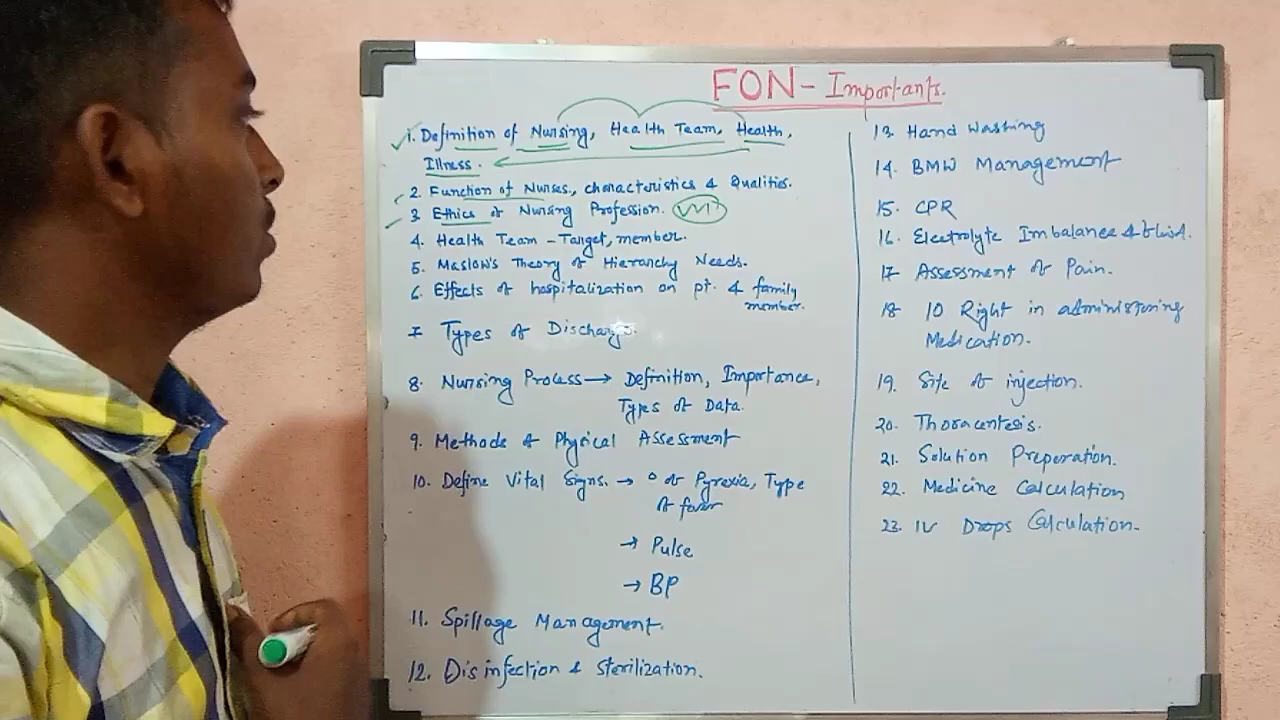 FON - Importants.
1. Definition of Nursing, Health Team, Health,
Illness.
2. Function of Nurses, characteristics & Qualities.
3. Ethics of Nursing Profession.
4. Health Team - Target, member.
5. Maslow's Theory of Hierarchy Needs.
6. Effects of hospitalization on pt. & family
member.
7 Types of Discharge
8. Nursing Process → Definition, Importance,
Types of Data.
9. Methods of Physical Assessment
10. Define Vital Signs. → ° of Pyrexia, Type
of fever
→ Pulse
→ BP
11. Spillage Management.
12. Disinfection & Sterilization.
13. Hand Washing
14. BMW Management
15. CPR
16. Electrolyte Imbalance &
17 Assessment of Pain.
18 10 Right in administring
Medication.
19. Site of injection.
20. Thoracentesis.
21. Solution Preperation.
22. Medicine Calculation
23. IV Drops Calculation.